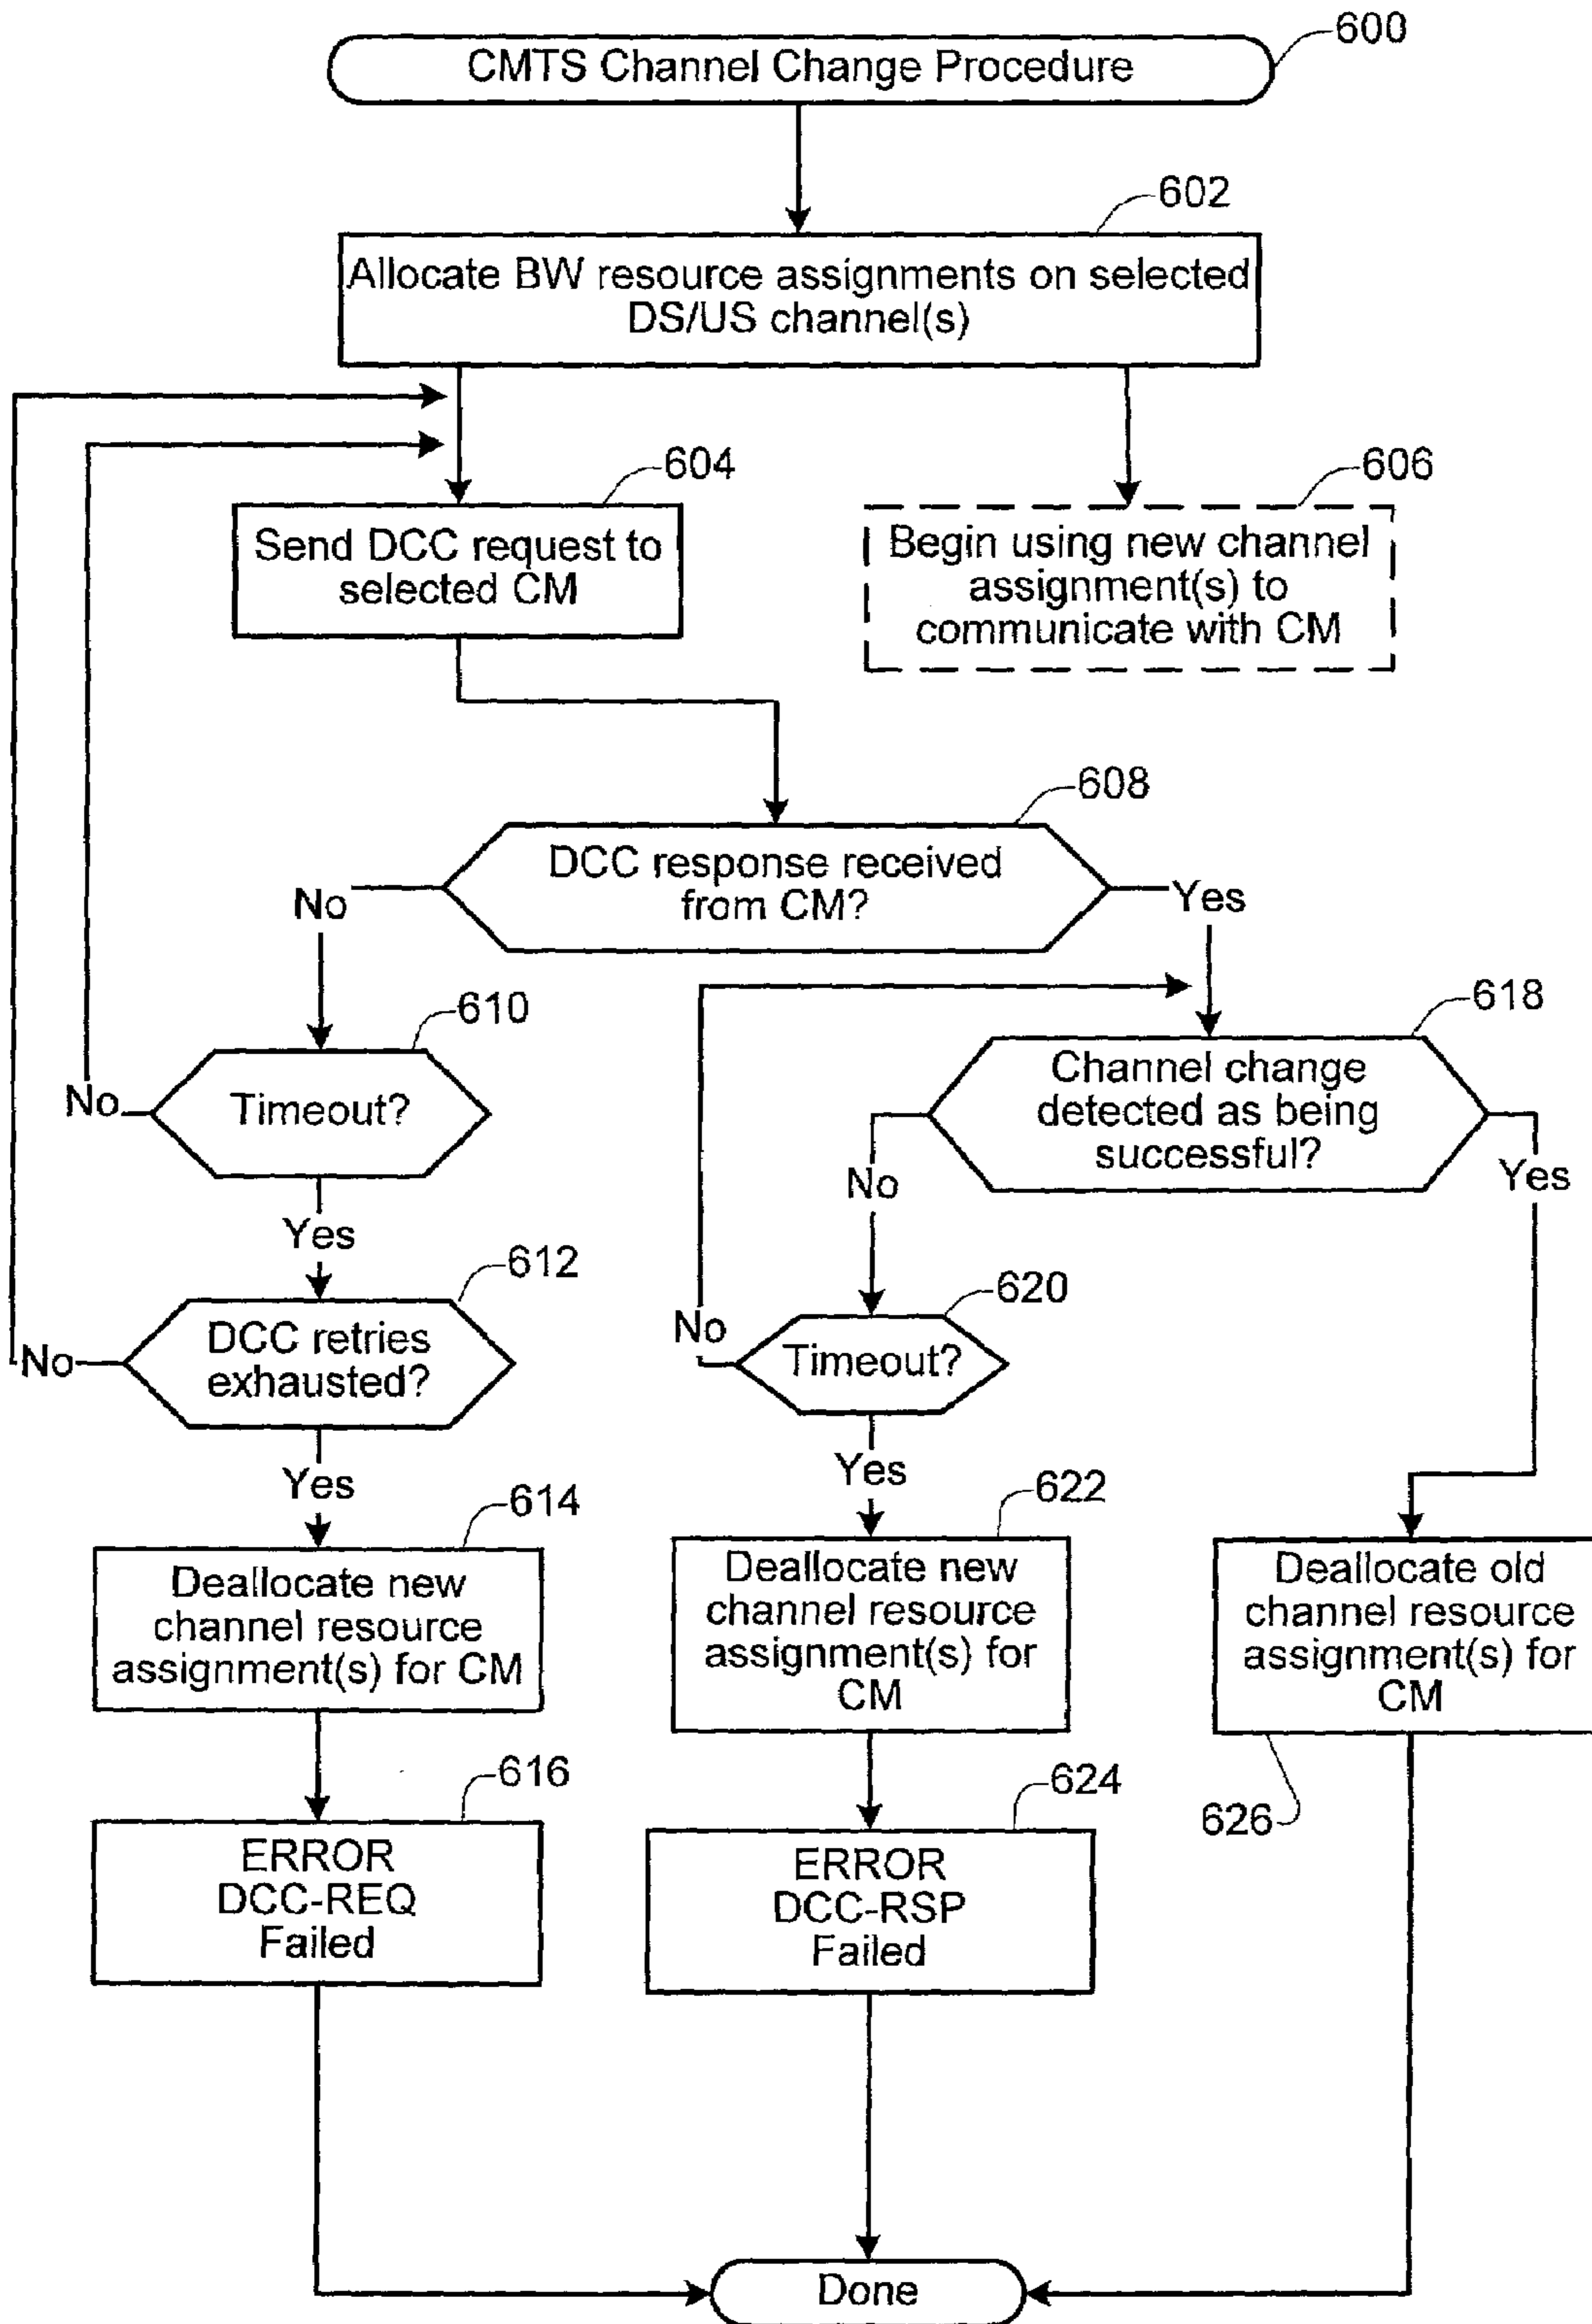 600
CMTS Channel Change Procedure
602
Allocate BW resource assignments on selected
DS/US channel(s)
604
Send DCC request to
selected CM
606
Begin using new channel
assignment(s) to
communicate with CM
608
DCC response received
from CM?
No
Yes
610
Timeout?
No
Yes
618
Channel change
detected as being
successful?
No
Yes
612
DCC retries
exhausted?
No
Yes
620
Timeout?
No
Yes
614
Deallocate new
channel resource
assignment(s) for CM
622
Deallocate new
channel resource
assignment(s) for
CM
Deallocate old
channel resource
assignment(s) for
CM
626
616
ERROR
DCC-REQ
Failed
624
ERROR
DCC-RSP
Failed
Done